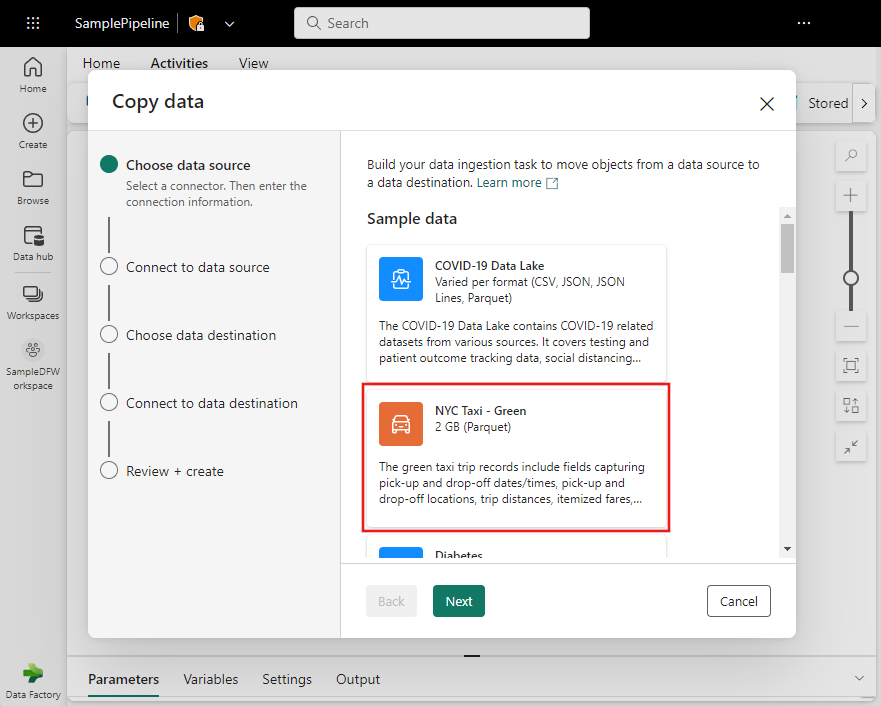 SamplePipeline
Search
Home
Activities
View
Stored
Home
Create
Browse
Data hub
Workspaces
SampleDFW
orkspace
Data Factory
Copy data
Choose data source
Select a connector. Then enter the
connection information.
Connect to data source
Choose data destination
Connect to data destination
Review + create
Build your data ingestion task to move objects from a data source to
a data destination. Learn more
Sample data
COVID-19 Data Lake
Varied per format (CSV, JSON, JSON
Lines, Parquet)
The COVID-19 Data Lake contains COVID-19 related
datasets from various sources. It covers testing and
patient outcome tracking data, social distancing...
NYC Taxi - Green
2 GB (Parquet)
The green taxi trip records include fields capturing
pick-up and drop-off dates/times, pick-up and
drop-off locations, trip distances, itemized fares,...
Diabetes
Back
Next
Cancel
Parameters
Variables
Settings
Output